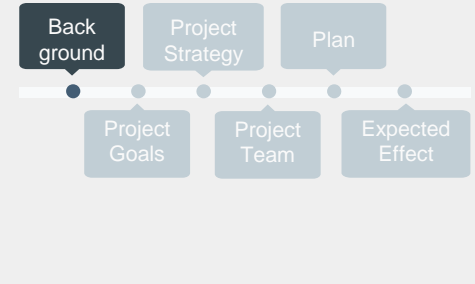 Back
ground
Project
Strategy
Plan
Project
Goals
Project
Team
Expected
Effect